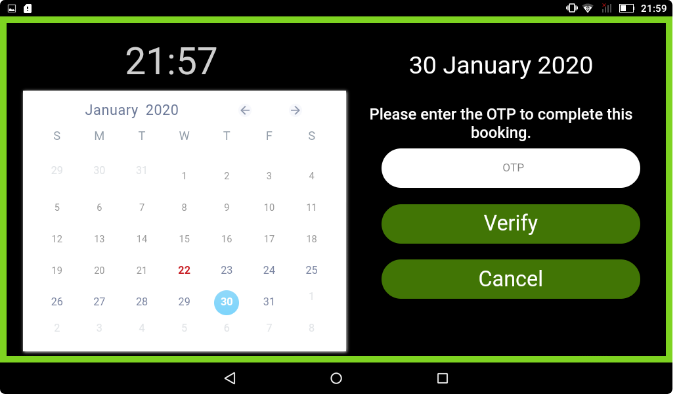 21:59
21:57
January 2020
S M T W T F S
29 30 31 1 2 3 4
5 6 7 8 9 10 11
12 13 14 15 16 17 18
19 20 21 22 23 24 25
26 27 28 29 30 31 1
2 3 4 5 6 7 8
30 January 2020
Please enter the OTP to complete this
booking.
OTP
Verify
Cancel